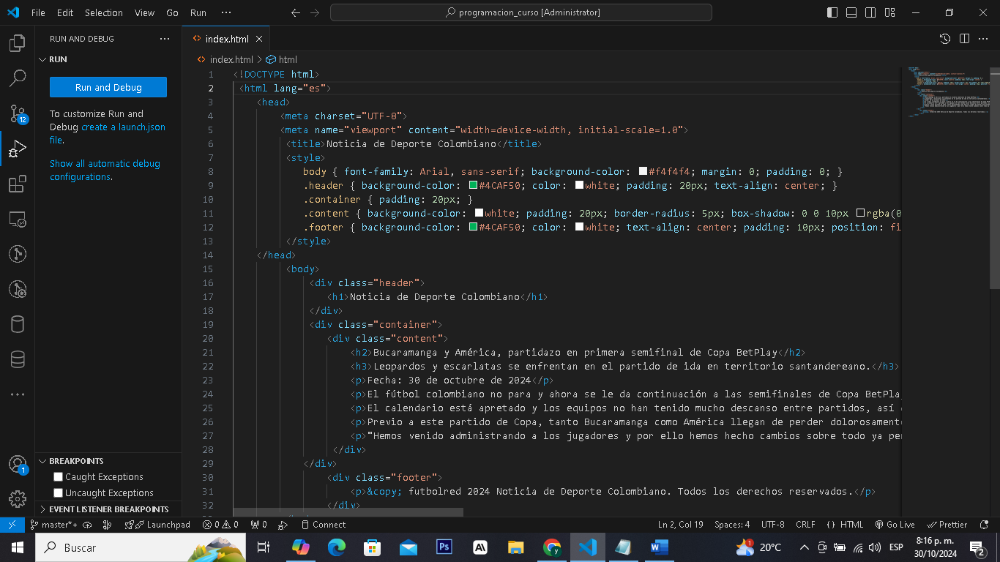 File Edit Selection View Go Run ··· programacion_curso [Administrator]
RUN AND DEBUG ···
RUN
Run and Debug
To customize Run and
Debug create a launch.json
file.
Show all automatic debug
configurations.
BREAKPOINTS
Caught Exceptions
Uncaught Exceptions
EVENT LISTENER BREAKPOINTS
12
1
index.html
index.html > html
1 <!DOCTYPE html>
2 <html lang="es">
3 <head>
4 <meta charset="UTF-8">
5 <meta name="viewport" content="width=device-width, initial-scale=1.0">
6 <title>Noticia de Deporte Colombiano</title>
7 <style>
8 body { font-family: Arial, sans-serif; background-color: #f4f4f4; margin: 0; padding: 0; }
9 .header { background-color: #4CAF50; color: white; padding: 20px; text-align: center; }
10 .container { padding: 20px; }
11 .content { background-color: white; padding: 20px; border-radius: 5px; box-shadow: 0 0 10px rgba(0
12 .footer { background-color: #4CAF50; color: white; text-align: center; padding: 10px; position: fi
13 </style>
14 </head>
15 <body>
16 <div class="header">
17 <h1>Noticia de Deporte Colombiano</h1>
18 </div>
19 <div class="container">
20 <div class="content">
21 <h2>Bucaramanga y América, partidazo en primera semifinal de Copa BetPlay</h2>
22 <h3>Leopardos y escarlatas se enfrentan en el partido de ida en territorio santandereano.</h3>
23 <p>Fecha: 30 de octubre de 2024</p>
24 <p>El fútbol colombiano no para y ahora se le da continuación a las semifinales de Copa BetPla
25 <p>El calendario está apretado y los equipos no han tenido mucho descanso entre partidos, así
26 <p>Previo a este partido de Copa, tanto Bucaramanga como América llegan de perder dolorosament
27 <p>"Hemos venido administrando a los jugadores y por ello hemos hecho cambios sobre todo ya pe
28 </div>
29 </div>
30 <div class="footer">
31 <p>&copy; futbolred 2024 Noticia de Deporte Colombiano. Todos los derechos reservados.</p>
32 </div>
master*+ Launchpad 0 0 0 Connect Ln 2, Col 19 Spaces: 4 UTF-8 CRLF {} HTML Go Live Prettier
Buscar Ps 1 20°C ESP 8:16 p. m.
30/10/2024 2